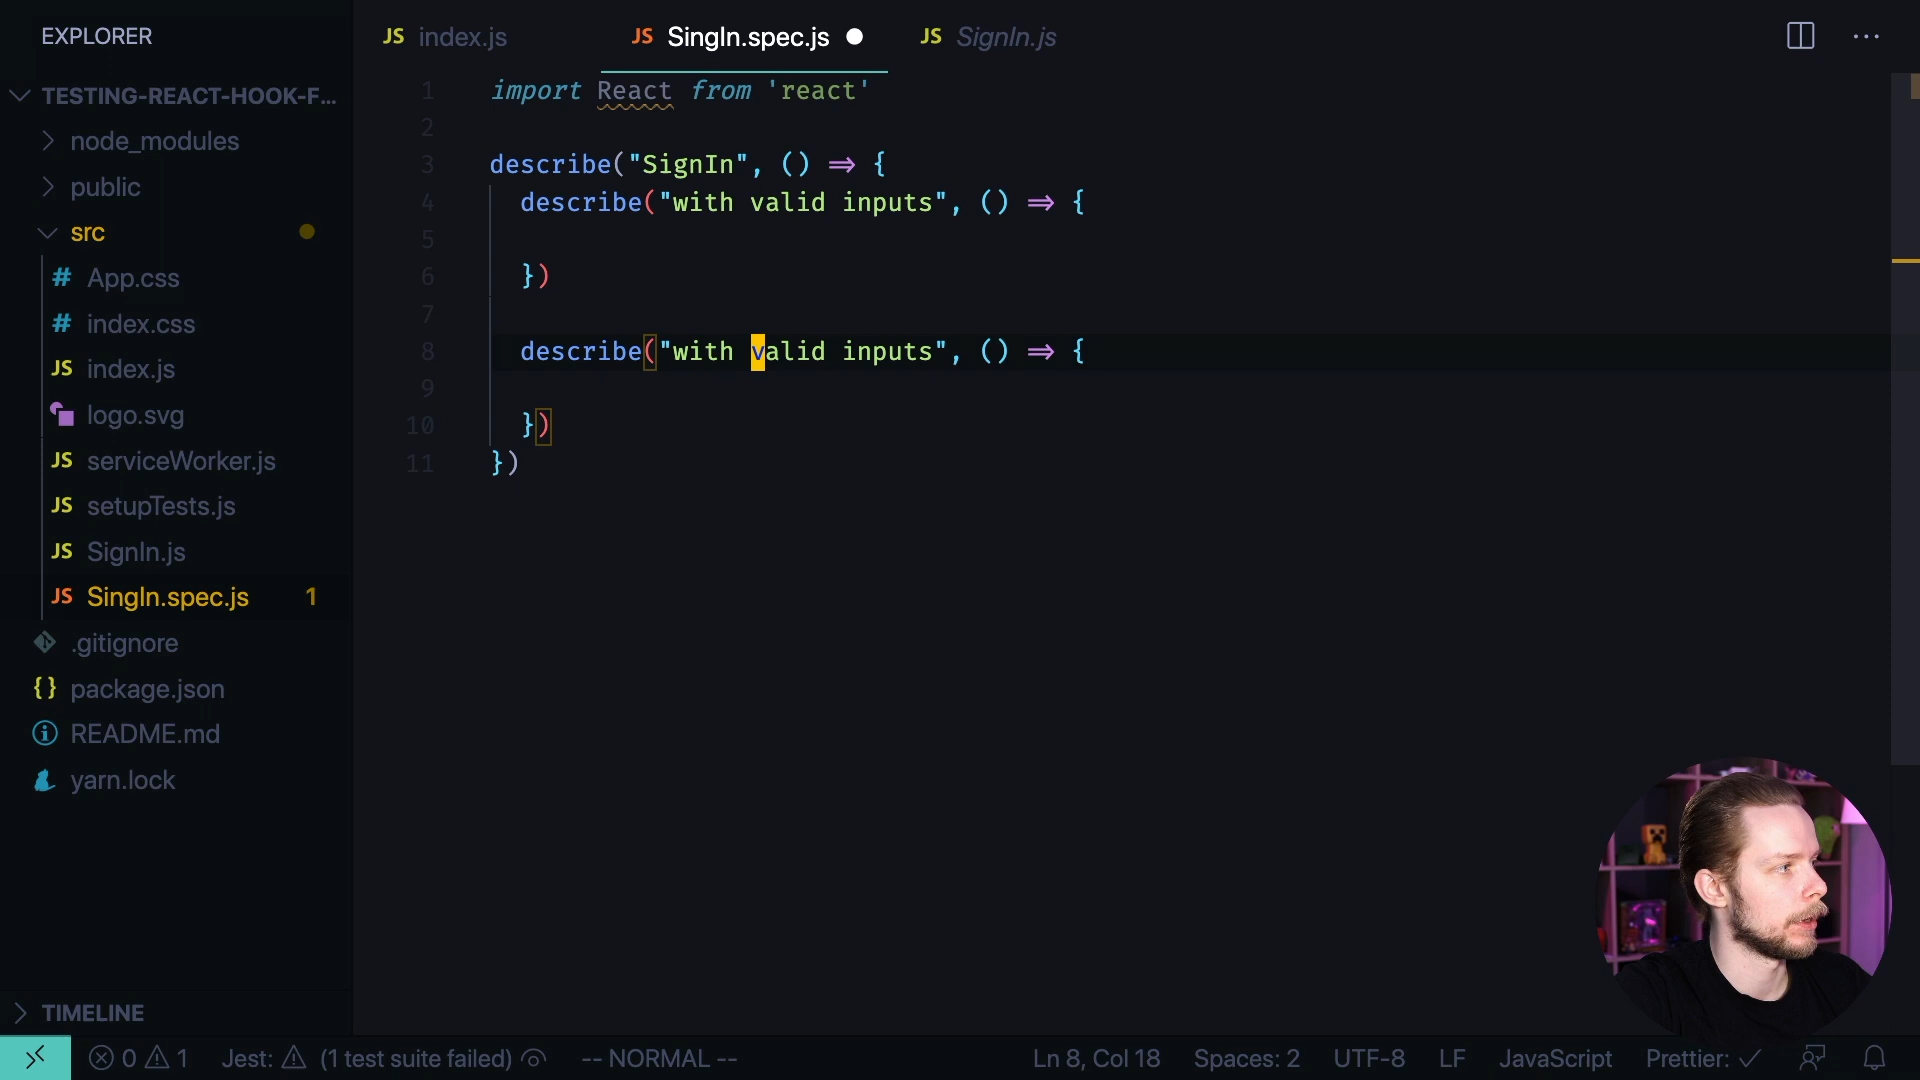 EXPLORER
TESTING-REACT-HOOK-F...
node_modules
public
src
# App.css
# index.css
JS index.js
logo.svg
JS serviceWorker.js
JS setupTests.js
JS SignIn.js
JS SingIn.spec.js 1
.gitignore
{} package.json
README.md
yarn.lock
TIMELINE
JS index.js
JS SingIn.spec.js
JS SignIn.js
1 import React from 'react'
2
3 describe("SignIn", () => {
4 describe("with valid inputs", () => {
5
6 })
7
8 describe("with valid inputs", () => {
9
10 })
11 })
0 1 Jest: (1 test suite failed) -- NORMAL -- Ln 8, Col 18 Spaces: 2 UTF-8 LF JavaScript Prettier: ✓